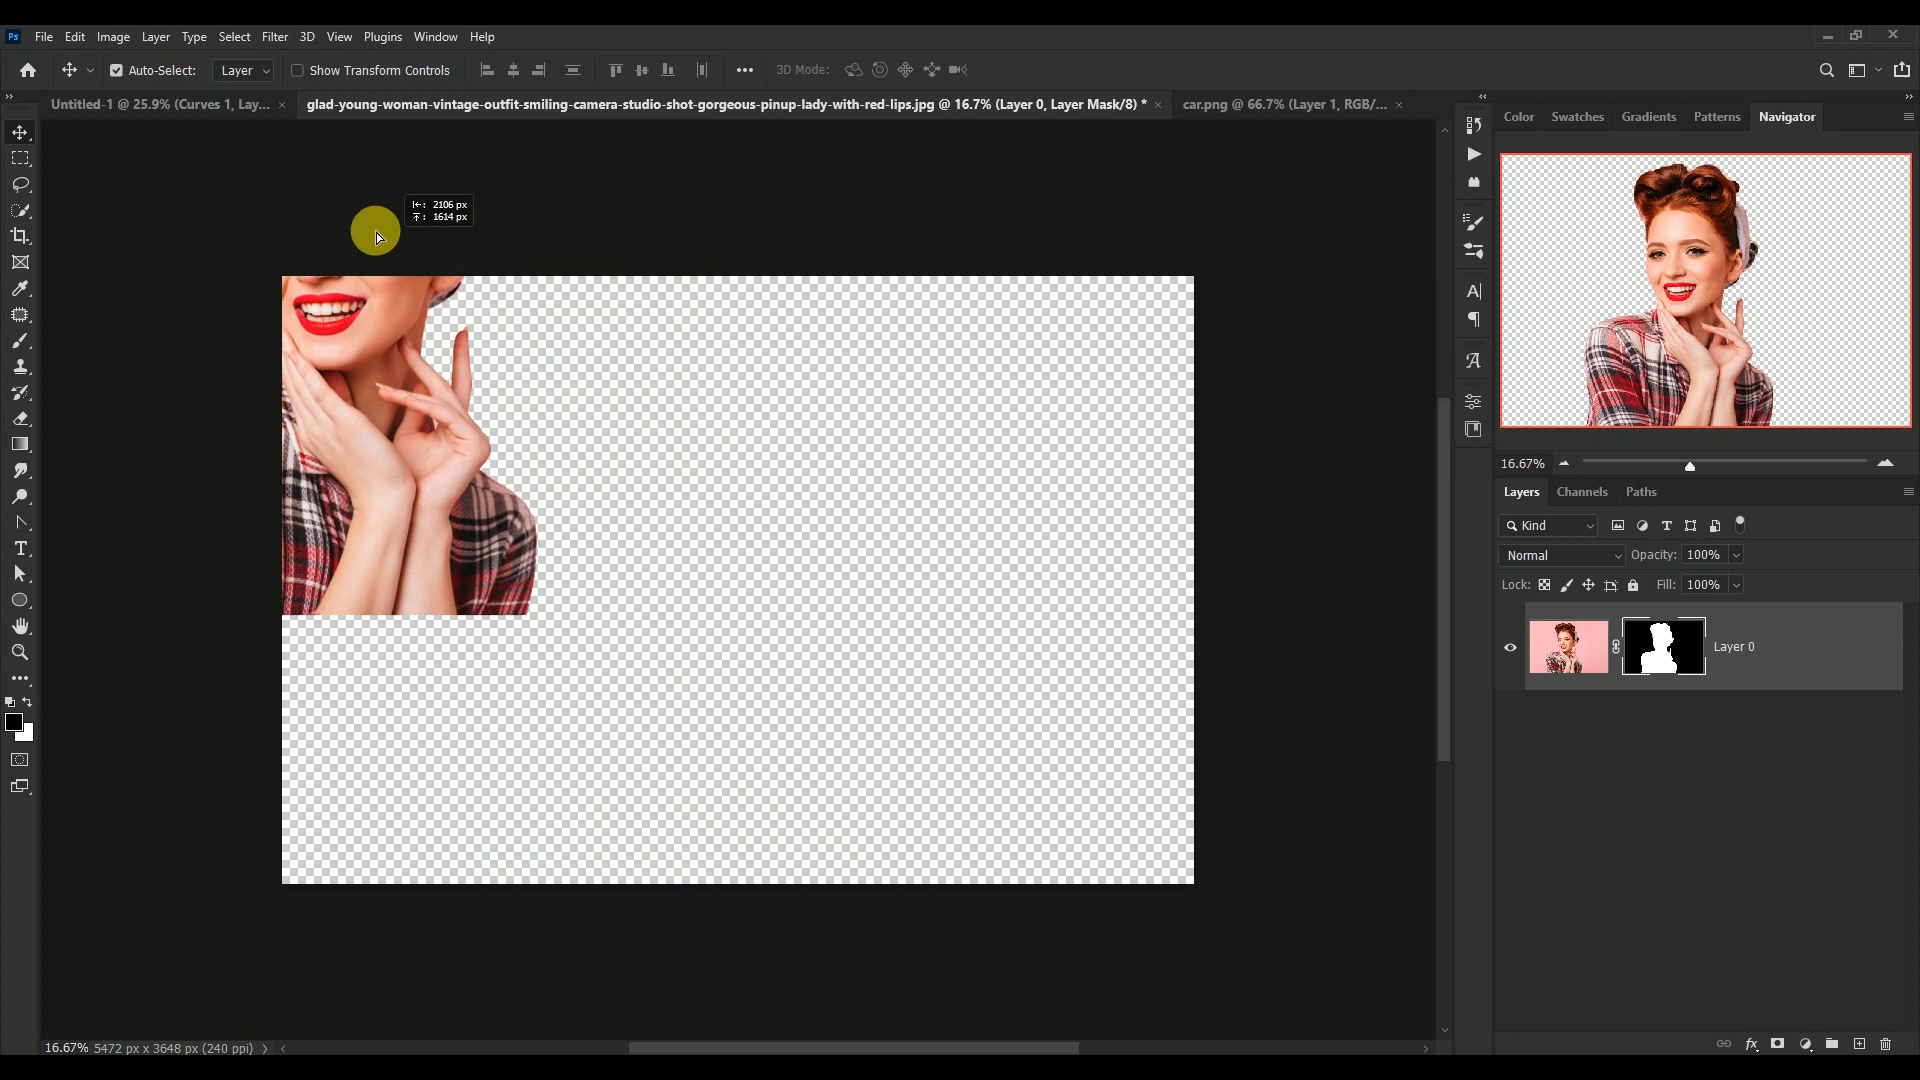 Ps File Edit Image Layer Type Select Filter 3D View Plugins Window Help
Auto-Select: Layer Show Transform Controls 3D Mode:
Untitled-1 @ 25.9% (Curves 1, Lay... × glad-young-woman-vintage-outfit-smiling-camera-studio-shot-gorgeous-pinup-lady-with-red-lips.jpg @ 16.7% (Layer 0, Layer Mask/8) * × car.png @ 66.7% (Layer 1, RGB/... ×
Color Swatches Gradients Patterns Navigator
2106 px
1614 px
16.67%
Layers Channels Paths
Kind
Normal Opacity: 100%
Lock: Fill: 100%
Layer 0
16.67% 5472 px x 3648 px (240 ppi)